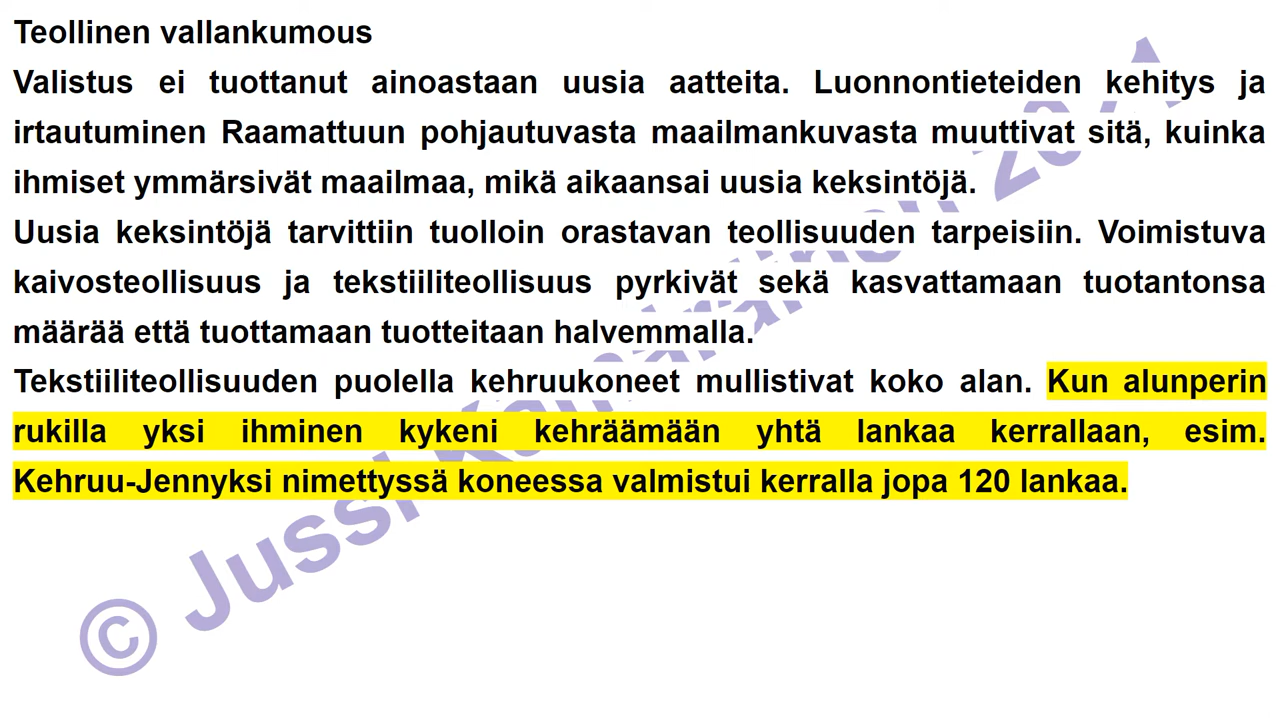 Teollinen vallankumous
Valistus ei tuottanut ainoastaan uusia aatteita. Luonnontieteiden kehitys ja
irtautuminen Raamattuun pohjautuvasta maailmankuvasta muuttivat sitä, kuinka
ihmiset ymmärsivät maailmaa, mikä aikaansai uusia keksintöjä.
Uusia keksintöjä tarvittiin tuolloin orastavan teollisuuden tarpeisiin. Voimistuva
kaivosteollisuus ja tekstiiliteollisuus pyrkivät sekä kasvattamaan tuotantonsa
määrää että tuottamaan tuotteitaan halvemmalla.
Tekstiiliteollisuuden puolella kehruukoneet mullistivat koko alan. Kun alunperin
rukilla yksi ihminen kykeni kehräämään yhtä lankaa kerrallaan, esim.
Kehruu-Jennyksi nimettyssä koneessa valmistui kerralla jopa 120 lankaa.
© Jussi